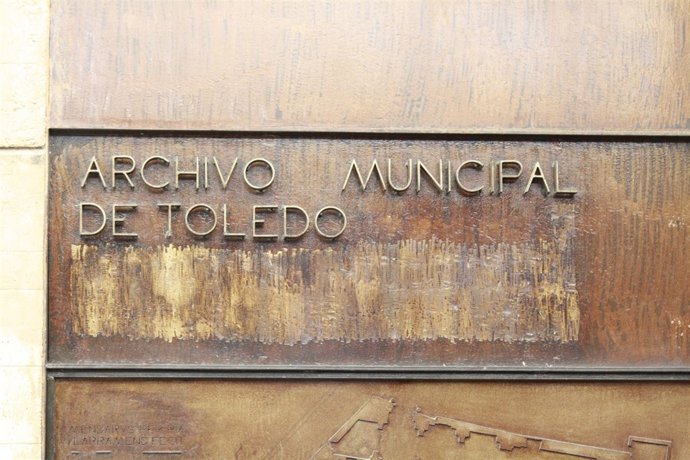 ARCHIVO MUNICIPAL
DE TOLEDO